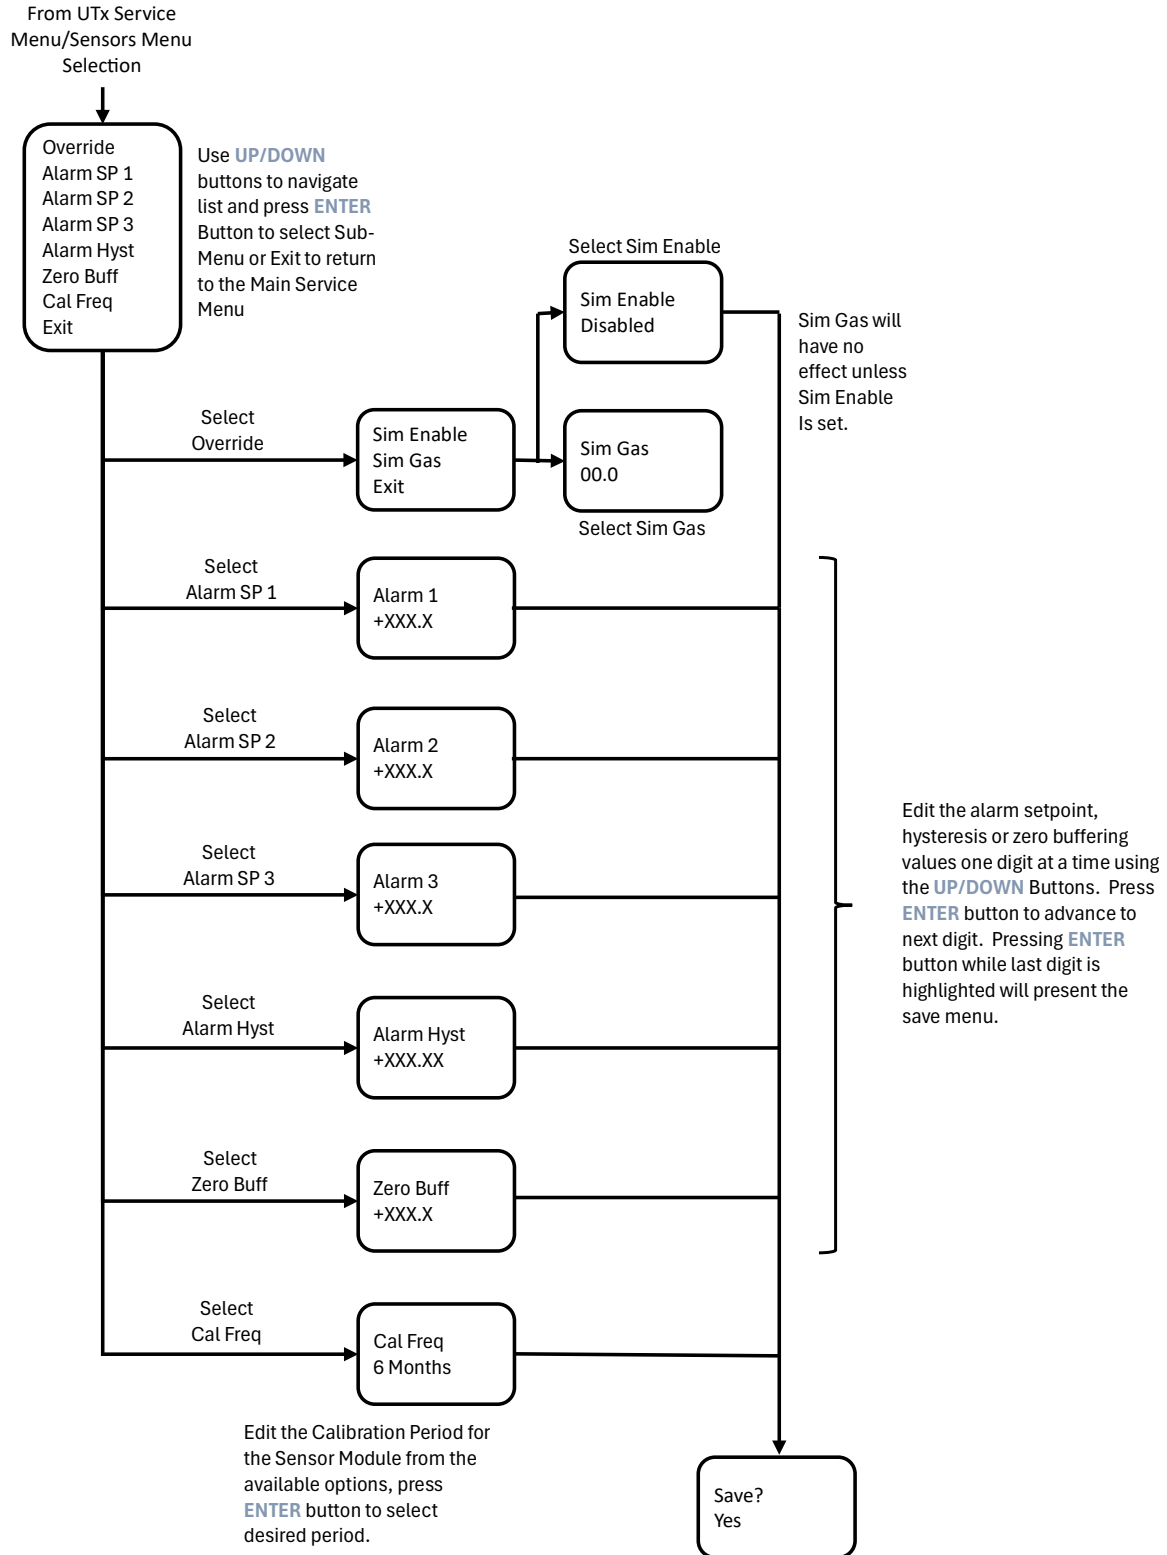 From UTx Service
Menu/Sensors Menu
Selection
Override
Alarm SP 1
Alarm SP 2
Alarm SP 3
Alarm Hyst
Zero Buff
Cal Freq
Exit
Use UP/DOWN
buttons to navigate
list and press ENTER
Button to select Sub-
Menu or Exit to return
to the Main Service
Menu
Select Sim Enable
Sim Enable
Disabled
Sim Gas will
have no
effect unless
Sim Enable
Is set.
Select
Override
Sim Enable
Sim Gas
Exit
Sim Gas
00.0
Select Sim Gas
Select
Alarm SP 1
Alarm 1
+XXX.X
Select
Alarm SP 2
Alarm 2
+XXX.X
Select
Alarm SP 3
Alarm 3
+XXX.X
Edit the alarm setpoint,
hysteresis or zero buffering
values one digit at a time using
the UP/DOWN Buttons. Press
ENTER button to advance to
next digit. Pressing ENTER
button while last digit is
highlighted will present the
save menu.
Select
Alarm Hyst
Alarm Hyst
+XXX.XX
Select
Zero Buff
Zero Buff
+XXX.X
Select
Cal Freq
Cal Freq
6 Months
Edit the Calibration Period for
the Sensor Module from the
available options, press
ENTER button to select
desired period.
Save?
Yes